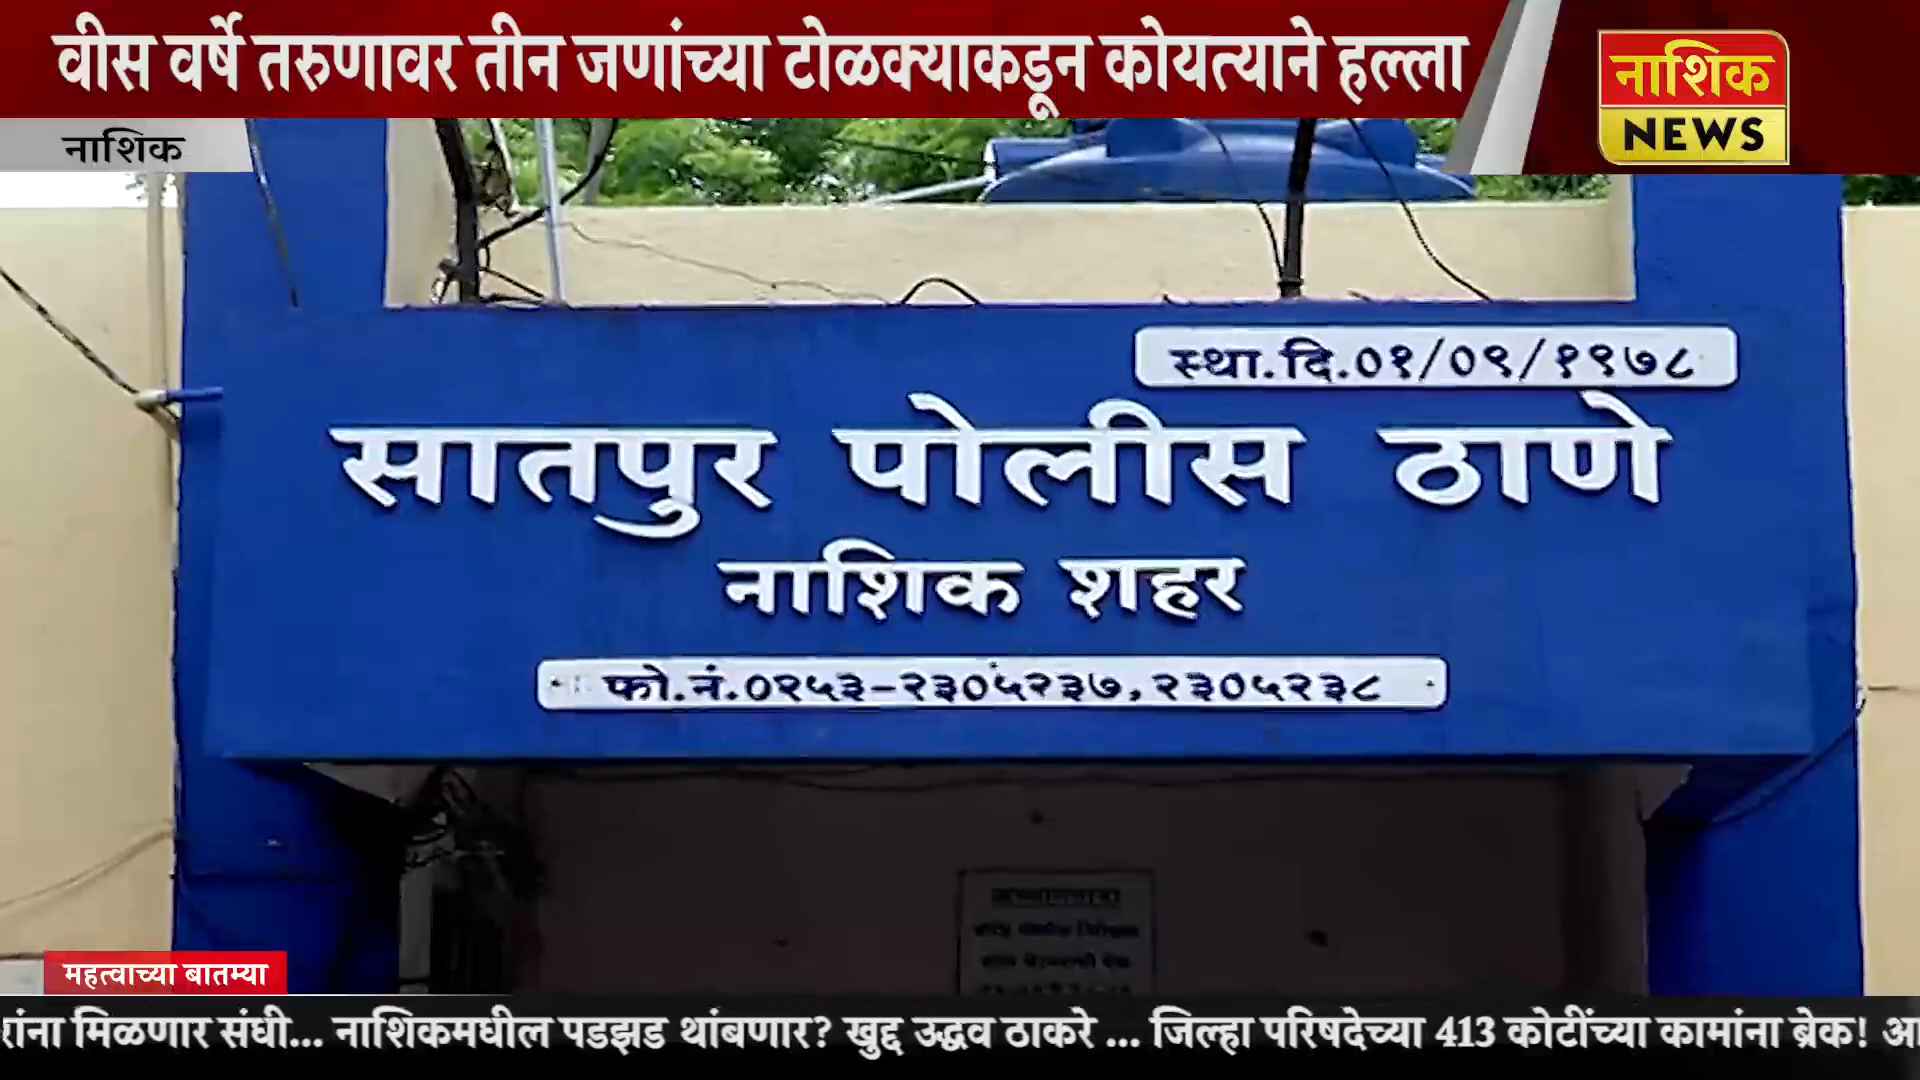 वीस वर्षे तरुणावर तीन जणांच्या टोळक्याकडून कोयत्याने हल्ला
नाशिक
NEWS
नाशिक
स्था.दि.०१/०९/१९७८
सातपुर पोलीस ठाणे
नाशिक शहर
फो.नं.०२५३-२३०५२३७,२३०५२३८
महत्वाच्या बातम्या
संधी... नाशिकमधील पडझड थांबणार? खुद्द उद्धव ठाकरे ... जिल्हा परिषदेच्या 413 कोटींच्या कामांना ब्रेक!